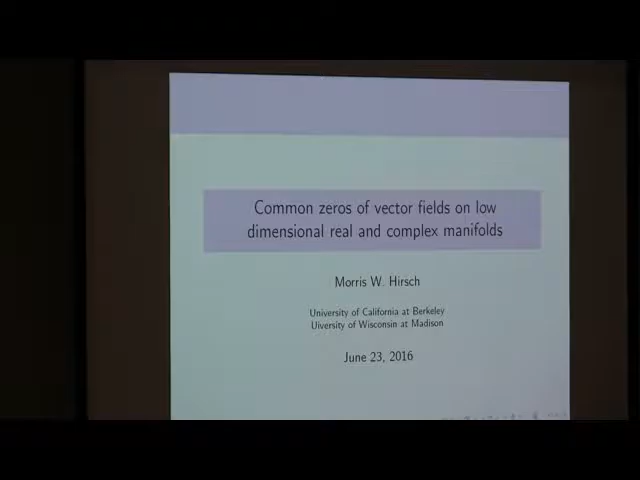 Common zeros of vector fields on low
dimensional real and complex manifolds
Morris W. Hirsch
University of California at Berkeley
Uiversity of Wisconsin at Madison
June 23, 2016